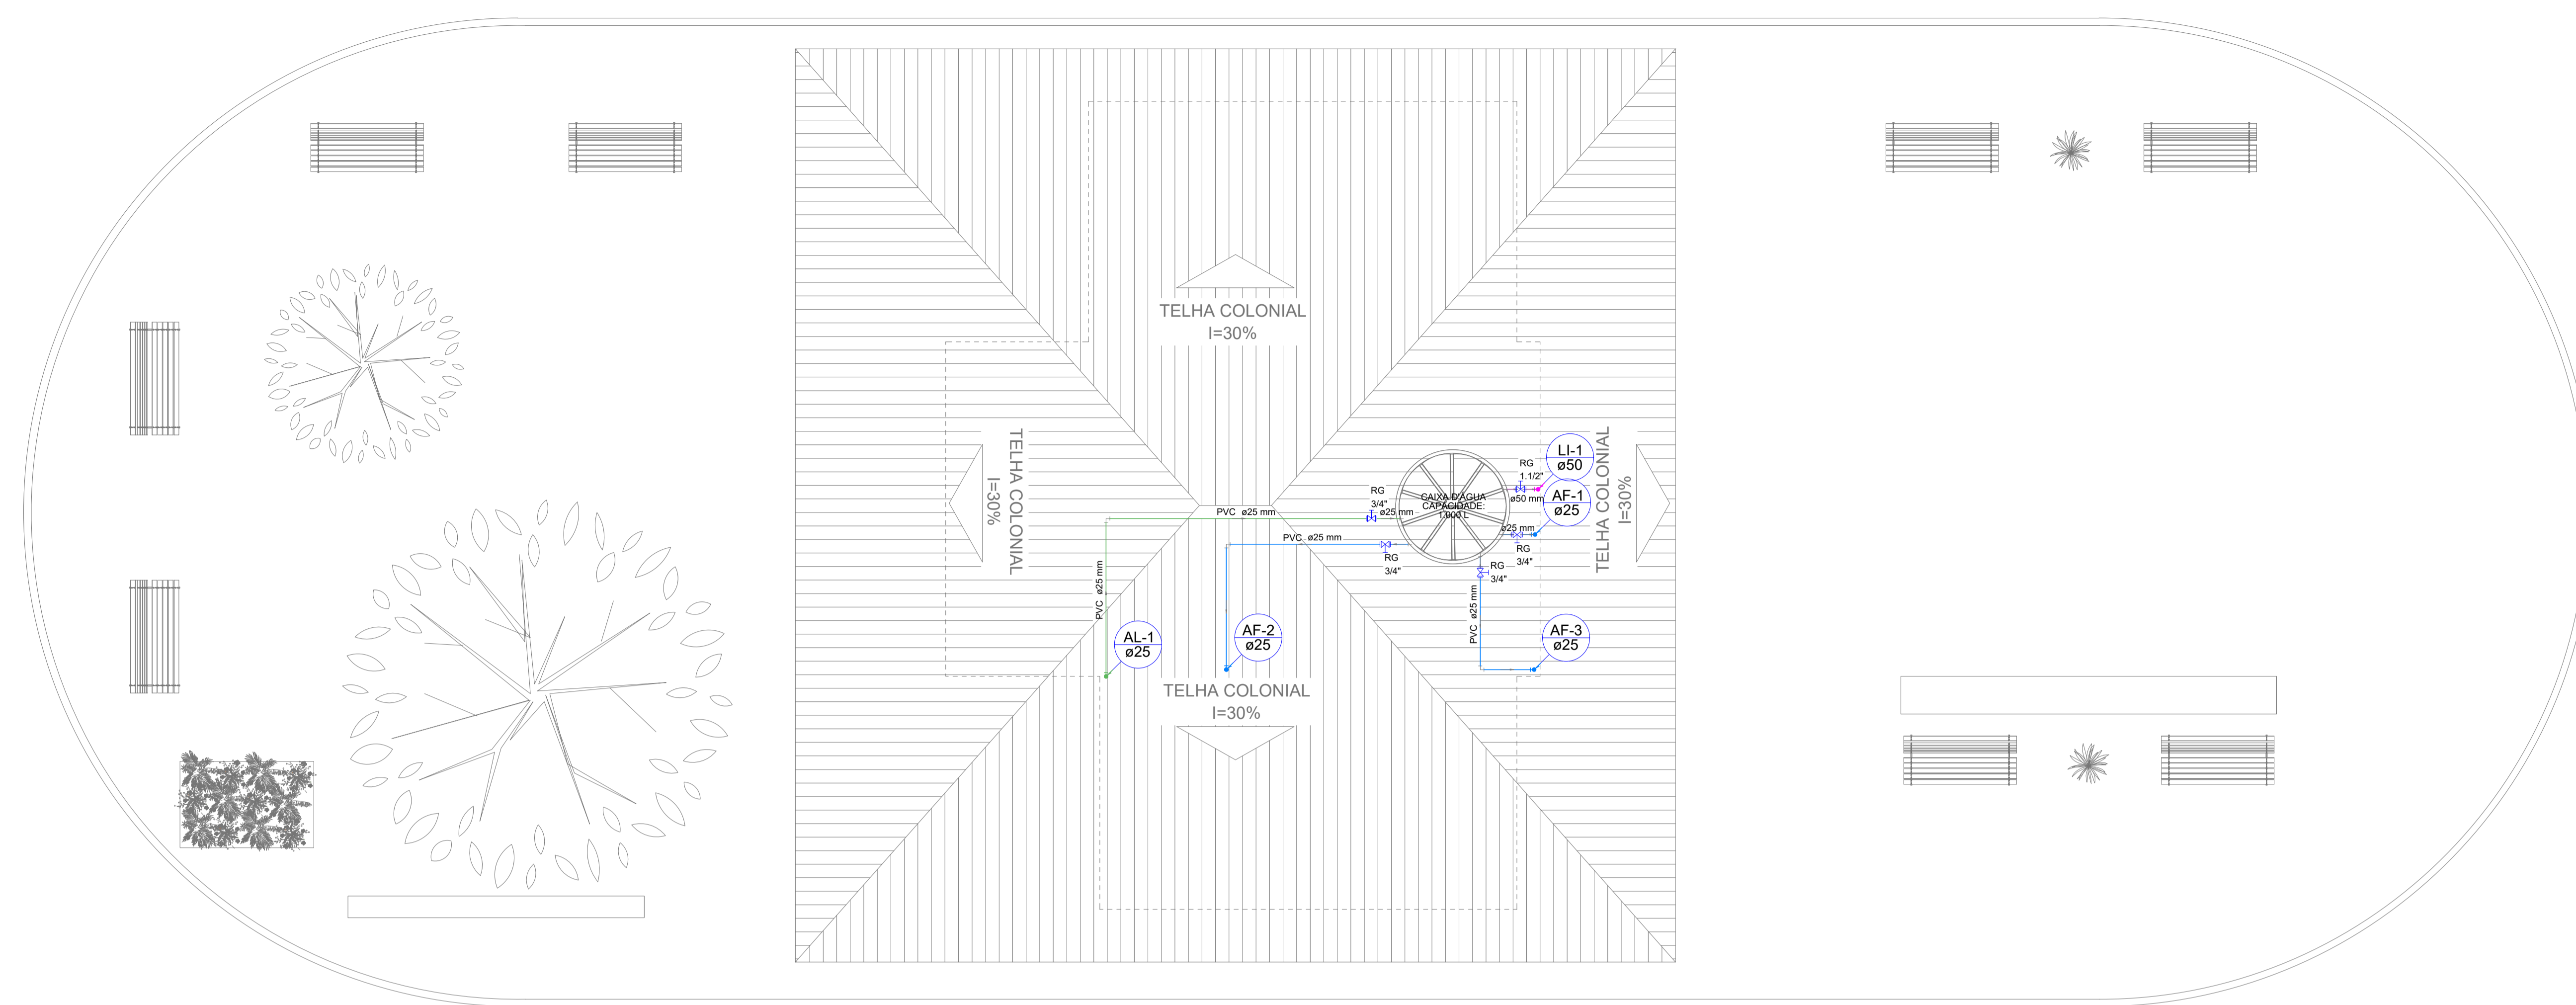 TELHA COLONIAL
I=30%
TELHA COLONIAL
I=30%
TELHA COLONIAL
I=30%
LI-1
ø50
RG
1.1/2"
ø50 mm
AF-1
ø25
CAIXA D'ÁGUA
CAPACIDADE:
1.000 L
RG
3/4"
PVC ø25 mm
ø25 mm
ø25 mm
RG
3/4"
PVC ø25 mm
RG
3/4"
RG
3/4"
PVC ø25 mm
PVC ø25 mm
AL-1
ø25
AF-2
ø25
AF-3
ø25
TELHA COLONIAL
I=30%